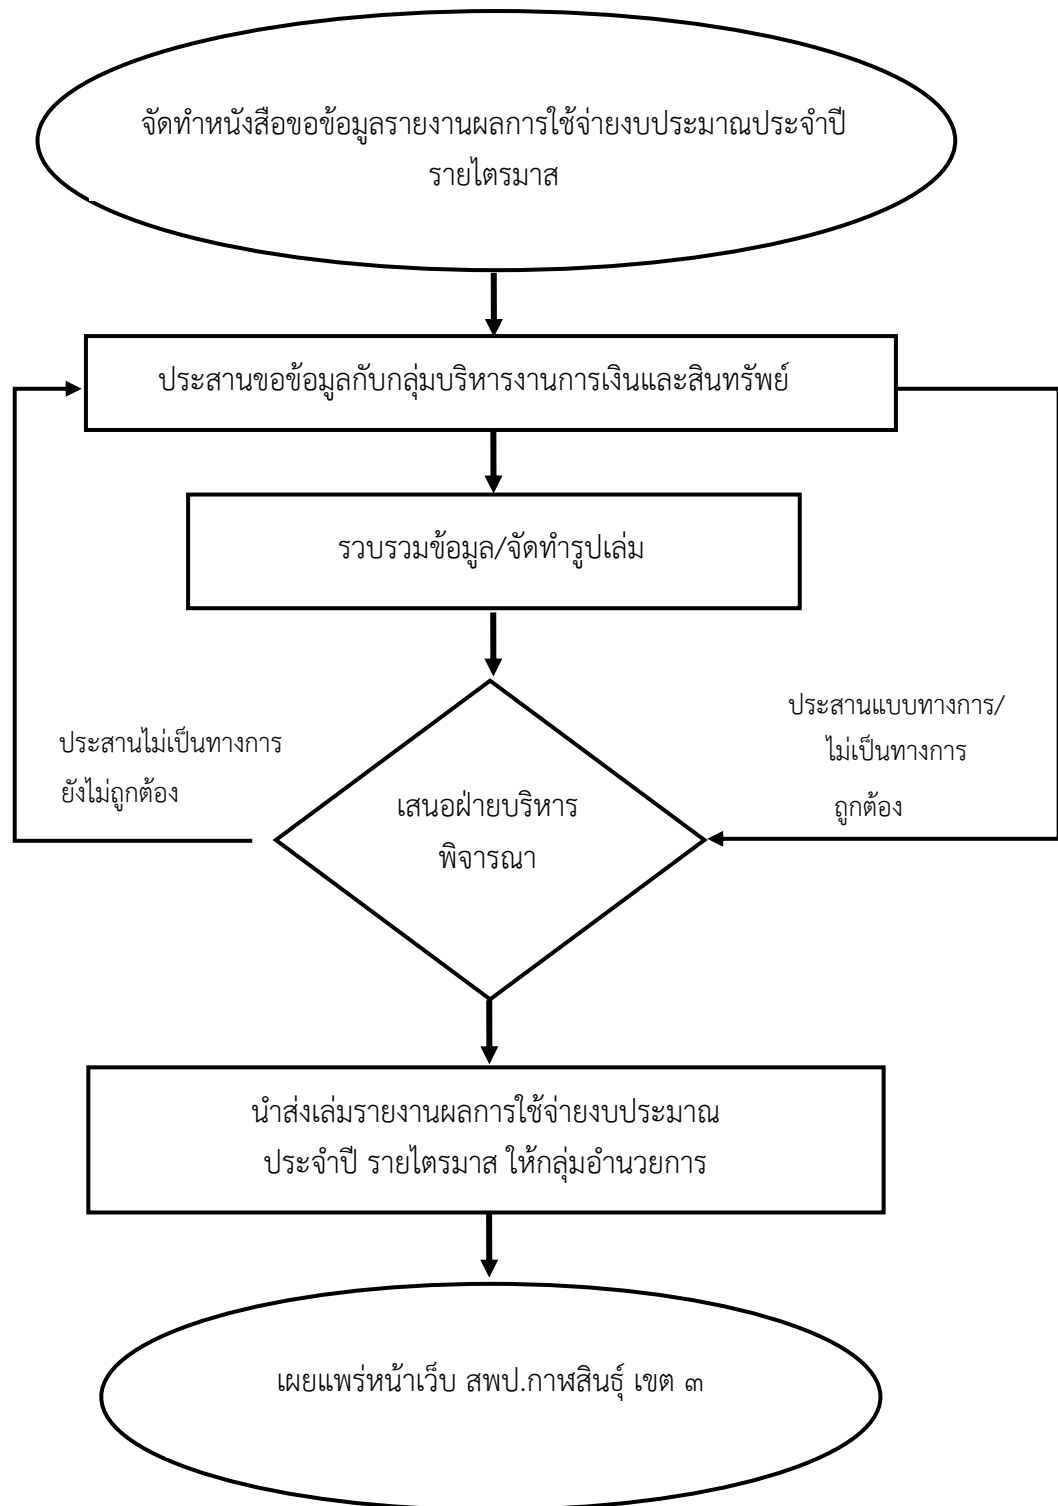 จัดทำหนังสือขอข้อมูลรายงานผลการใช้จ่ายงบประมาณประจำปี
รายไตรมาส
ประสานขอข้อมูลกับกลุ่มบริหารงานการเงินและสินทรัพย์
รวบรวมข้อมูล/จัดทำรูปเล่ม
ประสานไม่เป็นทางการ
ยังไม่ถูกต้อง
เสนอฝ่ายบริหาร
พิจารณา
ประสานแบบทางการ/
ไม่เป็นทางการ
ถูกต้อง
นำส่งเล่มรายงานผลการใช้จ่ายงบประมาณ
ประจำปี รายไตรมาส ให้กลุ่มอำนวยการ
เผยแพร่หน้าเว็บ สพป.กาฬสินธุ์ เขต ๓